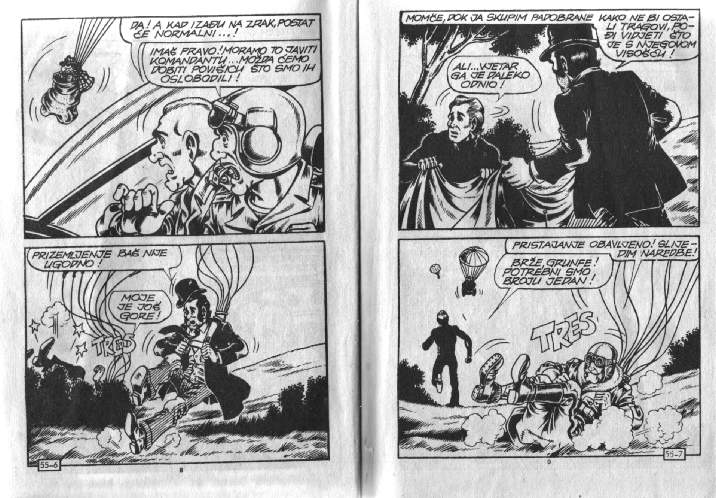 DA! A KAD IZAĐU NA ZRAK, POSTAT
ĆE NORMALNI...!
IMAŠ PRAVO! MORAMO TO JAVITI
KOMANDANTU...MOŽDA ĆEMO
DOBITI POVIŠICU ŠTO SMO IH
OSLOBODILI!
PRIZEMLJENJE BAŠ NIJE
UGODNO!
MOJE
JE JOŠ
GORE!
TRES
55-6
8
MOMČE, DOK JA SKUPIM PADOBRANE KAKO NE BI OSTA-
LI TRAGOVI, PO-
ĐI VIDJETI ŠTO
JE S NJEGOVOM
VISOŠĆU!
ALI...VJETAR
GA JE DALEKO
ODNIO!
PRISTAJANJE OBAVLJENO! SLIJE-
DIM NAREDBE!
BRŽE, GRUNFE!
POTREBNI SMO
BROJU JEDAN!
TRES
55-7
9